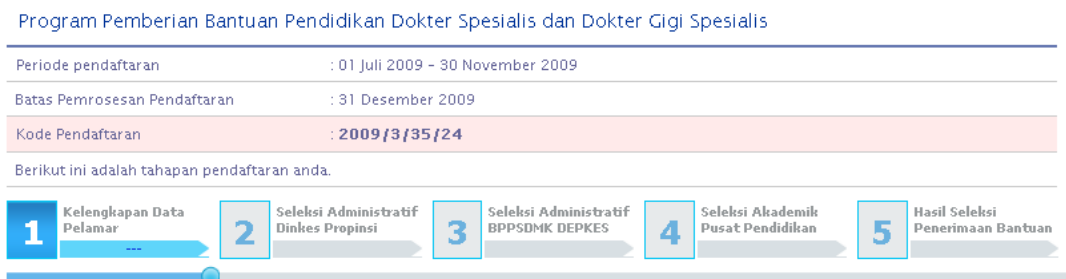 Program Pemberian Bantuan Pendidikan Dokter Spesialis dan Dokter Gigi Spesialis
Periode pendaftaran : 01 Juli 2009 - 30 November 2009
Batas Pemrosesan Pendaftaran : 31 Desember 2009
Kode Pendaftaran : 2009/3/35/24
Berikut ini adalah tahapan pendaftaran anda.
1 Kelengkapan Data Pelamar
---
2 Seleksi Administratif Dinkes Propinsi
3 Seleksi Administratif BPPSDMK DEPKES
4 Seleksi Akademik Pusat Pendidikan
5 Hasil Seleksi Penerimaan Bantuan